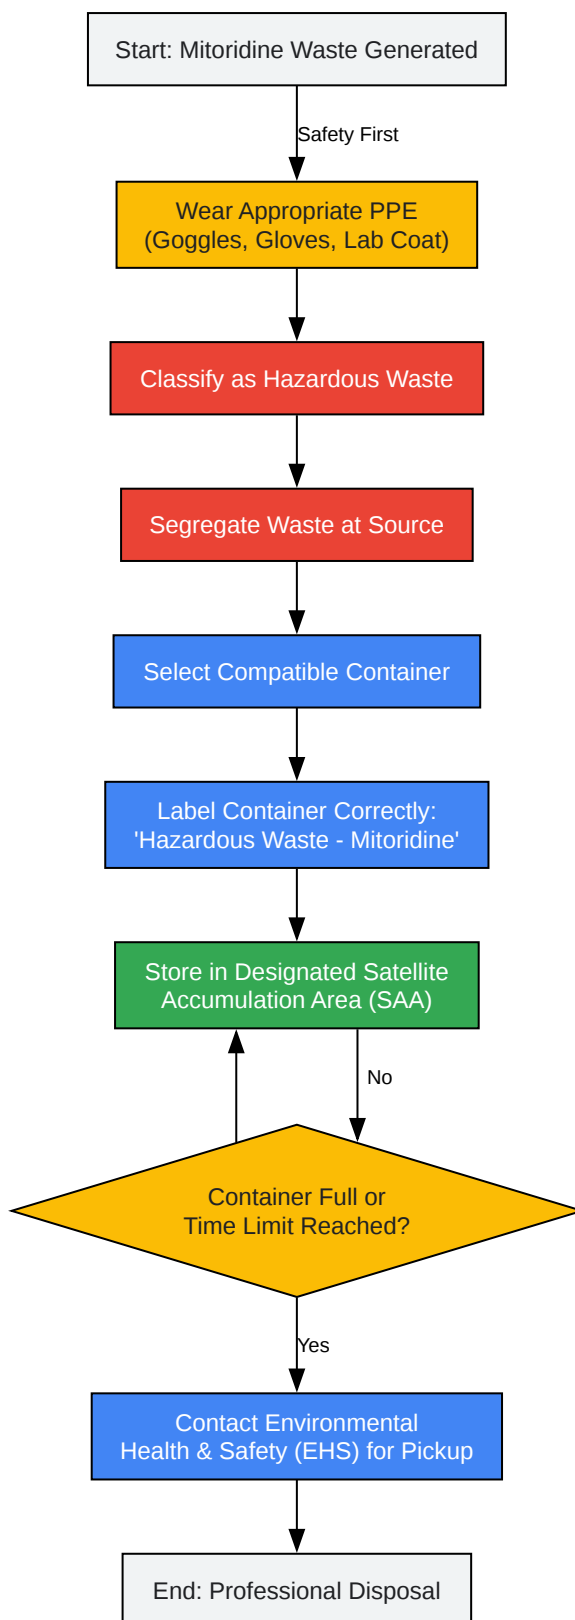 Start: Mitoridine Waste Generated
Safety First
Wear Appropriate PPE
(Goggles, Gloves, Lab Coat)
Classify as Hazardous Waste
Segregate Waste at Source
Select Compatible Container
Label Container Correctly:
'Hazardous Waste - Mitoridine'
Store in Designated Satellite
Accumulation Area (SAA)
No
Container Full or
Time Limit Reached?
Yes
Contact Environmental
Health & Safety (EHS) for Pickup
End: Professional Disposal